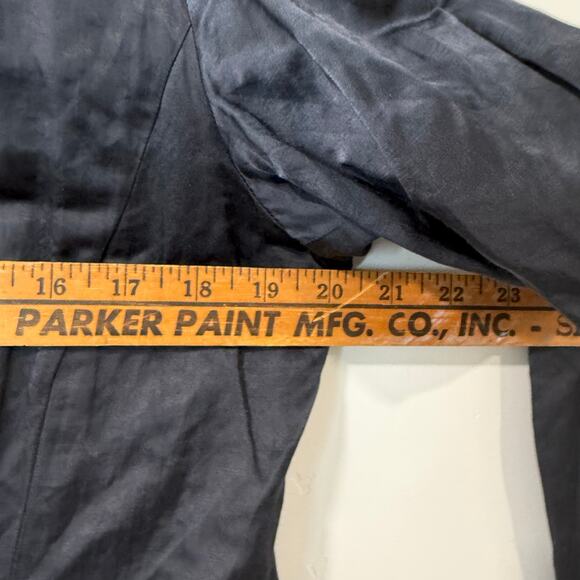 16 17 18 19 20 21 22 23
PARKER PAINT MFG. CO., INC. - S